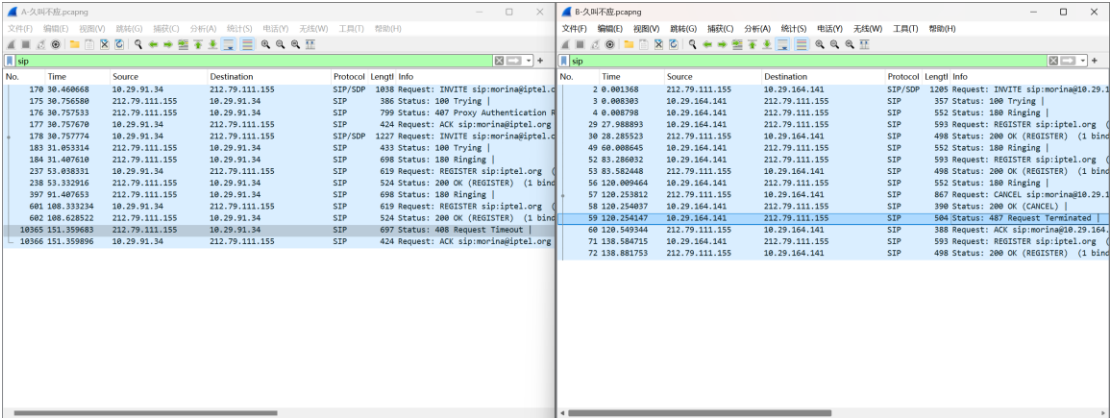 A-久叫不应.pcapng
文件(F) 编辑(E) 视图(V) 跳转(G) 捕获(C) 分析(A) 统计(S) 电话(Y) 无线(W) 工具(T) 帮助(H)
sip
No. Time Source Destination Protocol Lengtl Info
170 30.460668 10.29.91.34 212.79.111.155 SIP/SDP 1038 Request: INVITE sip:morina@iptel.o
175 30.756580 212.79.111.155 10.29.91.34 SIP 386 Status: 100 Trying |
176 30.757533 212.79.111.155 10.29.91.34 SIP 799 Status: 407 Proxy Authentication R
177 30.757670 10.29.91.34 212.79.111.155 SIP 424 Request: ACK sip:morina@iptel.org
178 30.757774 10.29.91.34 212.79.111.155 SIP/SDP 1227 Request: INVITE sip:morina@iptel.o
183 31.053314 212.79.111.155 10.29.91.34 SIP 433 Status: 100 Trying |
184 31.407610 212.79.111.155 10.29.91.34 SIP 698 Status: 180 Ringing |
237 53.038331 10.29.91.34 212.79.111.155 SIP 619 Request: REGISTER sip:iptel.org (
238 53.332916 212.79.111.155 10.29.91.34 SIP 524 Status: 200 OK (REGISTER) (1 bind
397 91.407653 212.79.111.155 10.29.91.34 SIP 698 Status: 180 Ringing |
601 108.333234 10.29.91.34 212.79.111.155 SIP 619 Request: REGISTER sip:iptel.org (
602 108.628522 212.79.111.155 10.29.91.34 SIP 524 Status: 200 OK (REGISTER) (1 bind
10365 151.359683 212.79.111.155 10.29.91.34 SIP 697 Status: 408 Request Timeout |
10366 151.359896 10.29.91.34 212.79.111.155 SIP 424 Request: ACK sip:morina@iptel.org
B-久叫不应.pcapng
文件(F) 编辑(E) 视图(V) 跳转(G) 捕获(C) 分析(A) 统计(S) 电话(Y) 无线(W) 工具(T) 帮助(H)
sip
No. Time Source Destination Protocol Lengtl Info
2 0.001368 212.79.111.155 10.29.164.141 SIP/SDP 1205 Request: INVITE sip:morina@10.29.1
3 0.008303 10.29.164.141 212.79.111.155 SIP 357 Status: 100 Trying |
4 0.008798 10.29.164.141 212.79.111.155 SIP 552 Status: 180 Ringing |
29 27.988893 10.29.164.141 212.79.111.155 SIP 593 Request: REGISTER sip:iptel.org (
30 28.285523 212.79.111.155 10.29.164.141 SIP 498 Status: 200 OK (REGISTER) (1 bind
49 60.008645 10.29.164.141 212.79.111.155 SIP 552 Status: 180 Ringing |
52 83.286032 10.29.164.141 212.79.111.155 SIP 593 Request: REGISTER sip:iptel.org (
53 83.582448 212.79.111.155 10.29.164.141 SIP 498 Status: 200 OK (REGISTER) (1 bind
56 120.009464 10.29.164.141 212.79.111.155 SIP 552 Status: 180 Ringing |
57 120.253812 212.79.111.155 10.29.164.141 SIP 867 Request: CANCEL sip:morina@10.29.1
58 120.254037 10.29.164.141 212.79.111.155 SIP 390 Status: 200 OK (CANCEL) |
59 120.254147 10.29.164.141 212.79.111.155 SIP 504 Status: 487 Request Terminated |
60 120.549344 212.79.111.155 10.29.164.141 SIP 388 Request: ACK sip:morina@10.29.164.
71 138.584715 10.29.164.141 212.79.111.155 SIP 593 Request: REGISTER sip:iptel.org (
72 138.881753 212.79.111.155 10.29.164.141 SIP 498 Status: 200 OK (REGISTER) (1 bind